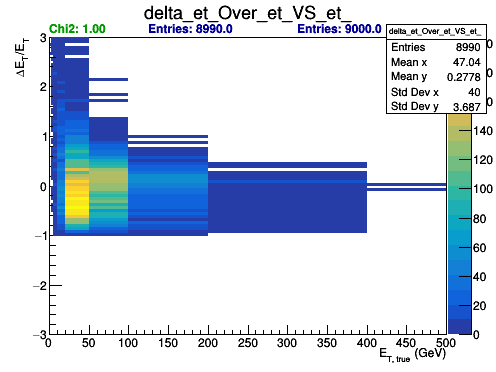 delta_et_Over_et_VS_et_
Chi2: 1.00 Entries: 8990.0 Entries: 9000.0
delta_et_Over_et_VS_et_
Entries 8990
Mean x 47.04
Mean y 0.2778
Std Dev x 40
Std Dev y 3.687
ΔE_T/E_T
3
2
1
0
−1
−2
−3
0 50 100 150 200 250 300 350 400 450 500
E_T, true (GeV)
140
120
100
80
60
40
20
0